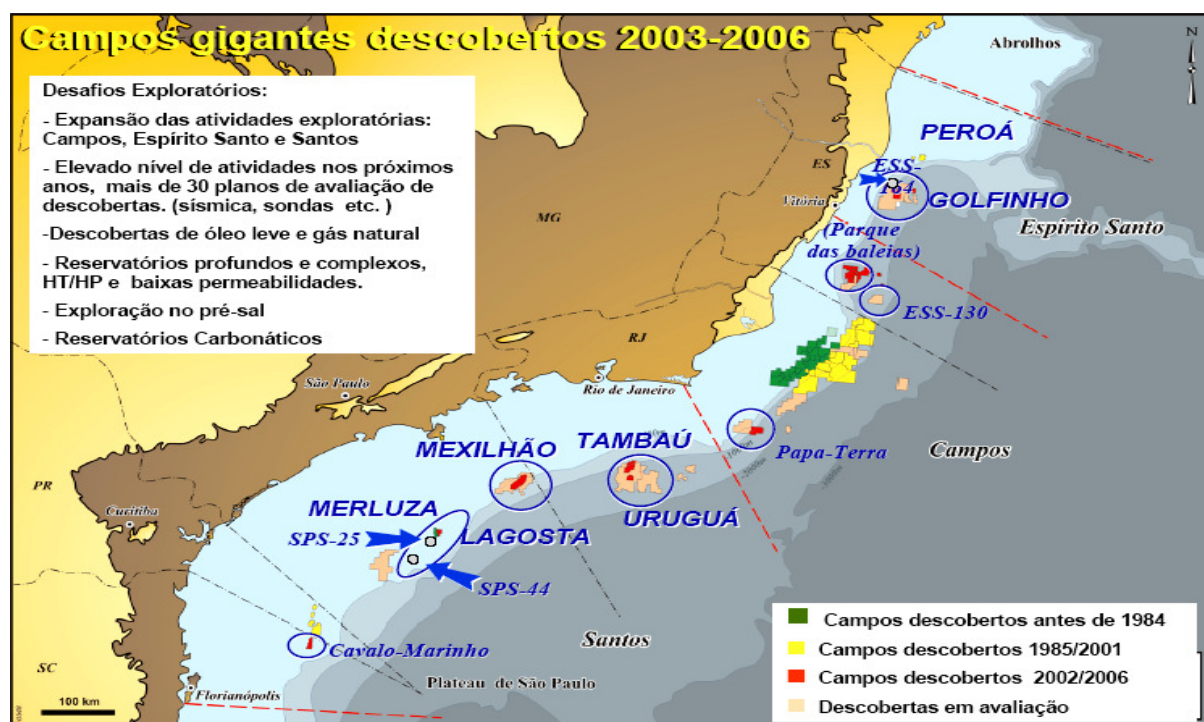 Campos gigantes descobertos 2003-2006
Desafios Exploratórios:
- Expansão das atividades exploratórias:
Campos, Espírito Santo e Santos
- Elevado nível de atividades nos próximos
anos, mais de 30 planos de avaliação de
descobertas. (sísmica, sondas etc. )
-Descobertas de óleo leve e gás natural
- Reservatórios profundos e complexos,
HT/HP e baixas permeabilidades.
- Exploração no pré-sal
- Reservatórios Carbonáticos
Abrolhos
N
PEROÁ
ES
ESS-
164
GOLFINHO
Vitória
Espírito Santo
MG
(Parque
das baleias)
ESS-130
RJ
São Paulo
Rio de Janeiro
Papa-Terra
Campos
MEXILHÃO
TAMBAÚ
URUGUÁ
PR
Curitiba
MERLUZA
SPS-25
LAGOSTA
SPS-44
Santos
Cavalo-Marinho
Plateau de São Paulo
SC
Florianópolis
100 km
Campos descobertos antes de 1984
Campos descobertos 1985/2001
Campos descobertos 2002/2006
Descobertas em avaliação